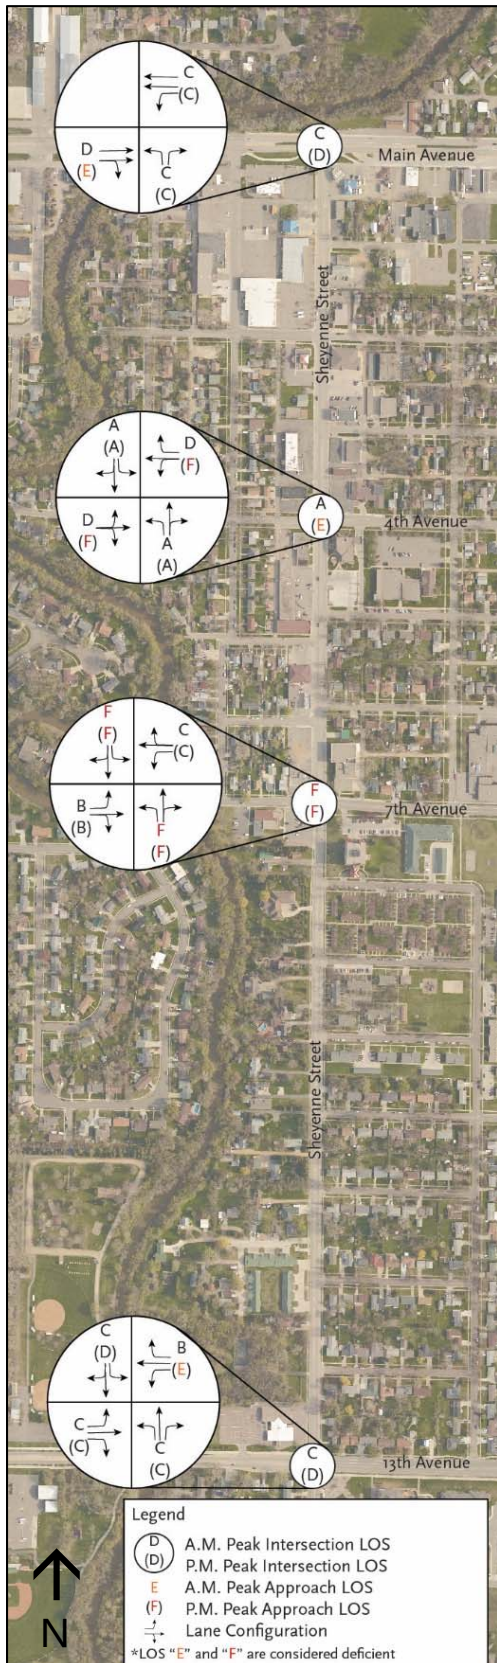 C
(C)
D
(E)
C
(C)
C
(D)
Main Avenue
Sheyenne Street
A
(A)
D
(F)
D
(F)
A
(A)
A
(E)
4th Avenue
F
(F)
C
(C)
B
(B)
F
(F)
F
(F)
7th Avenue
Sheyenne Street
C
(D)
B
(E)
C
(C)
C
(C)
C
(D)
13th Avenue
Legend
D A.M. Peak Intersection LOS
(D) P.M. Peak Intersection LOS
E A.M. Peak Approach LOS
(F) P.M. Peak Approach LOS
Lane Configuration
*LOS "E" and "F" are considered deficient
N